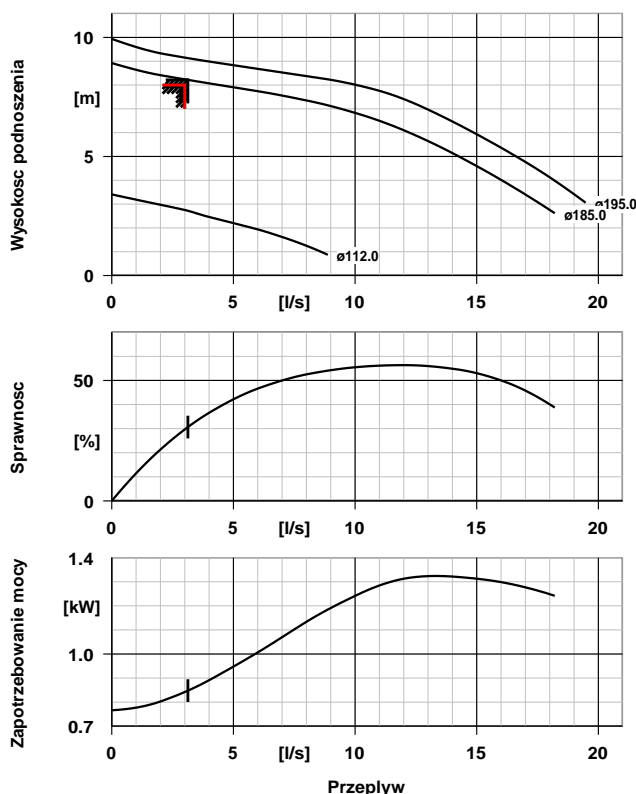 Wysokosc podnoszenia
10
[m]
5
0
ø195.0
ø185.0
ø112.0
0 5 [l/s] 10 15 20
Sprawnosc
50
[%]
0
0 5 [l/s] 10 15 20
Zapotrzebowanie mocy
1.4
[kW]
1.0
0.7
0 5 [l/s] 10 15 20
Przeplyw